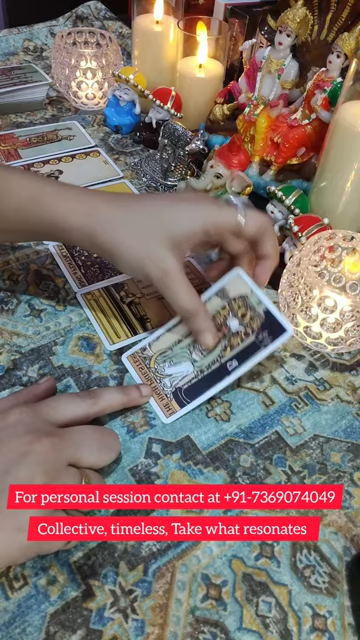 For personal session contact at +91-7369074049
Collective, timeless, Take what resonates